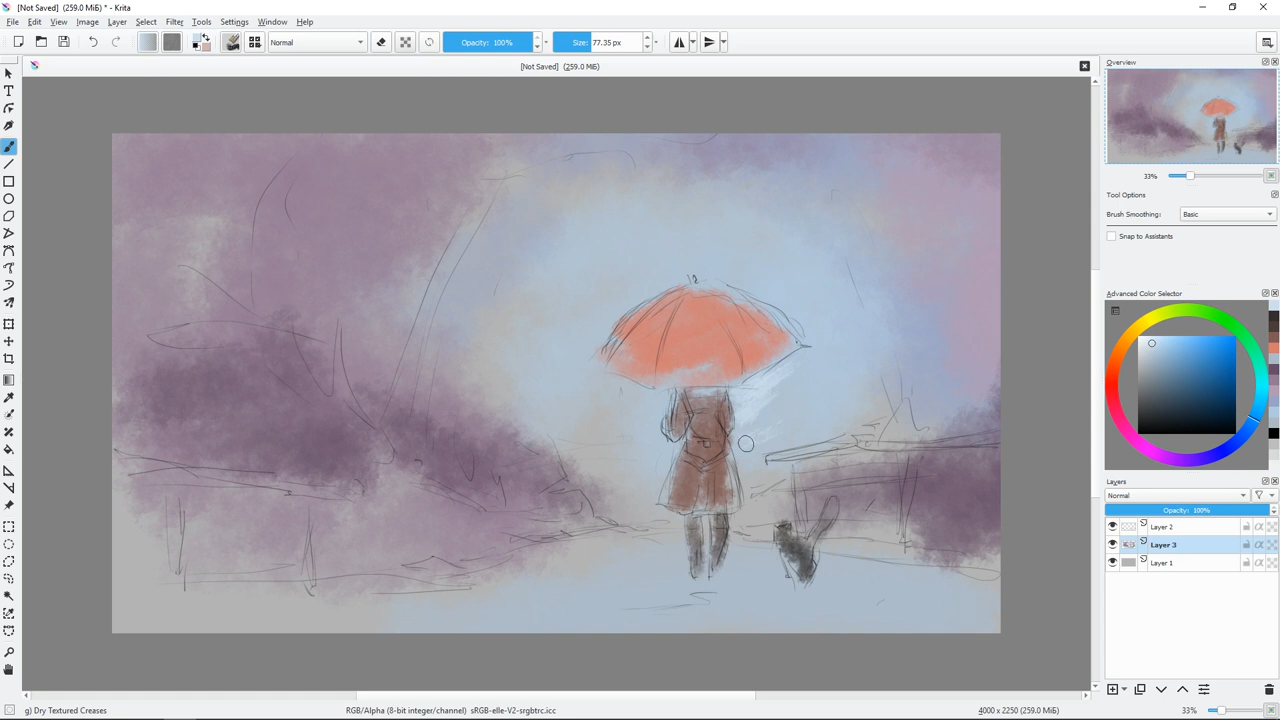 [Not Saved] (259.0 MiB) * - Krita
File Edit View Image Layer Select Filter Tools Settings Window Help
Normal
Opacity: 100%
Size: 77.35 px
[Not Saved] (259.0 MiB)
Overview
33%
Tool Options
Brush Smoothing: Basic
Snap to Assistants
Advanced Color Selector
Layers
Normal
Opacity: 100%
Layer 2
Layer 3
Layer 1
g) Dry Textured Creases
RGB/Alpha (8-bit integer/channel) sRGB-elle-V2-srgbtrc.icc
4000 x 2250 (259.0 MiB)
33%